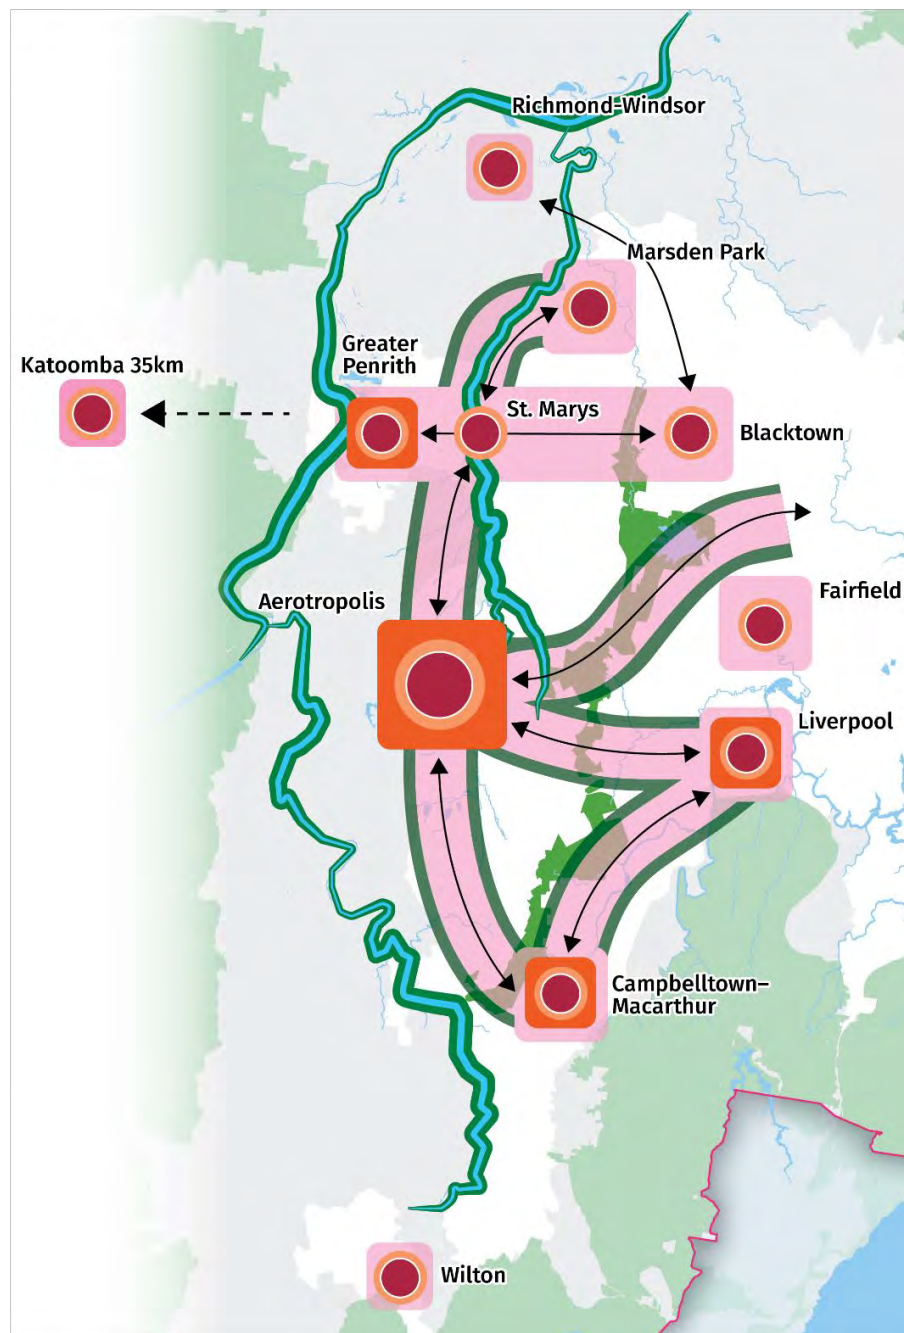 Richmond-Windsor
Marsden Park
Greater
Penrith
Katoomba 35km
St. Marys
Blacktown
Fairfield
Aerotropolis
Liverpool
Campbelltown–
Macarthur
Wilton